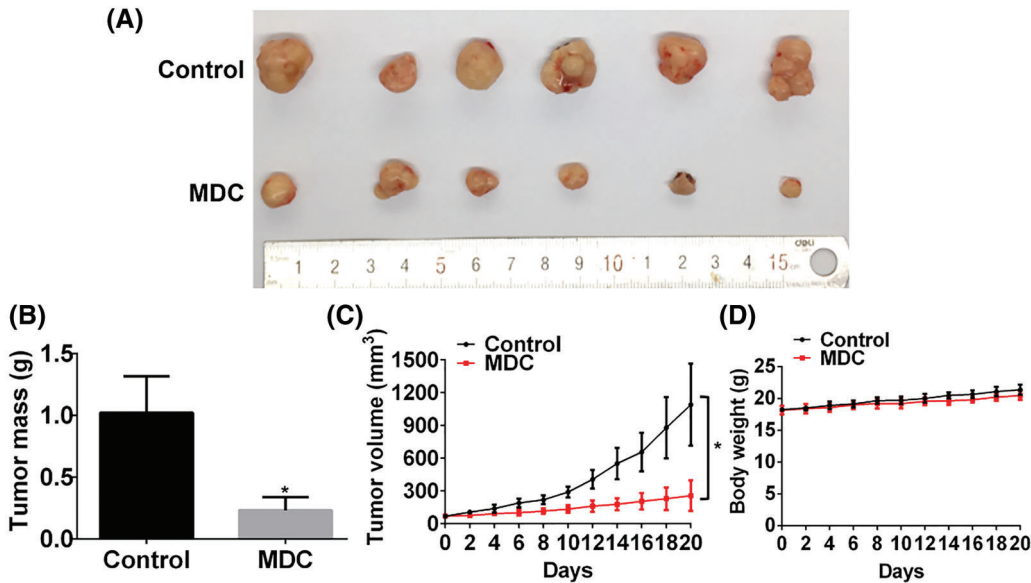 (A)
Control
MDC
1 2 3 4 5 6 7 8 9 10 1 2 3 4 15 cm
deli
(B)
Tumor mass (g)
1.5
1.0
0.5
0.0
*
Control MDC
(C)
Control
MDC
Tumor volume (mm3)
1500
1200
900
600
300
0
*
0 2 4 6 8 10 12 14 16 18 20
Days
(D)
Control
MDC
Body weight (g)
25
20
15
10
5
0
0 2 4 6 8 10 12 14 16 18 20
Days